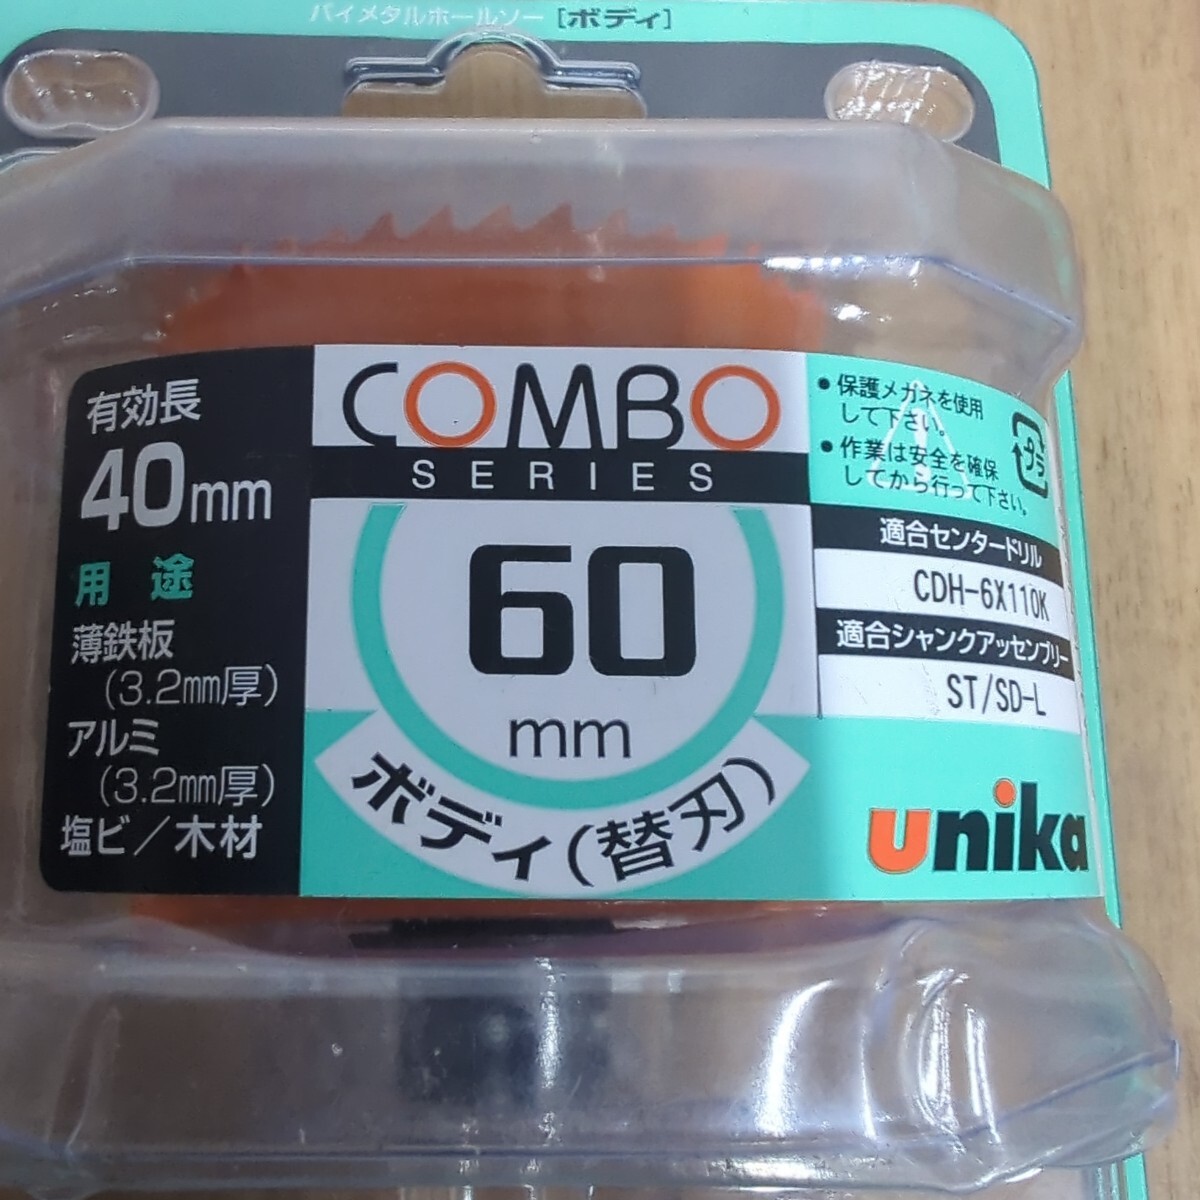 バイメタルホールソー[ボディ]
有効長
40mm
用途
薄鉄板
(3.2mm厚)
アルミ
(3.2mm厚)
塩ビ/木材
COMBO
SERIES
60
mm
ボディ(替刃)
●保護メガネを使用
して下さい。
●作業は安全を確保
してから行って下さい。
プラ
適合センタードリル
CDH-6X110K
適合シャンクアッセンブリー
ST/SD-L
unika